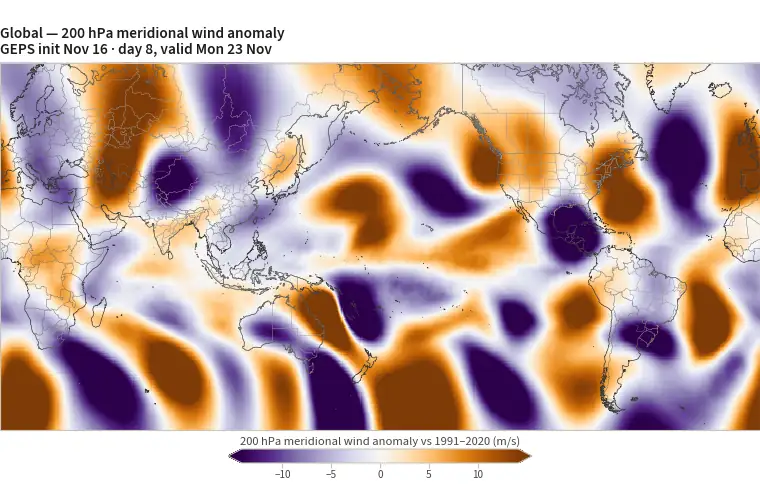 Global — 200 hPa meridional wind anomaly
GEPS init Nov 16 · day 8, valid Mon 23 Nov
200 hPa meridional wind anomaly vs 1991–2020 (m/s)
−10 −5 0 5 10